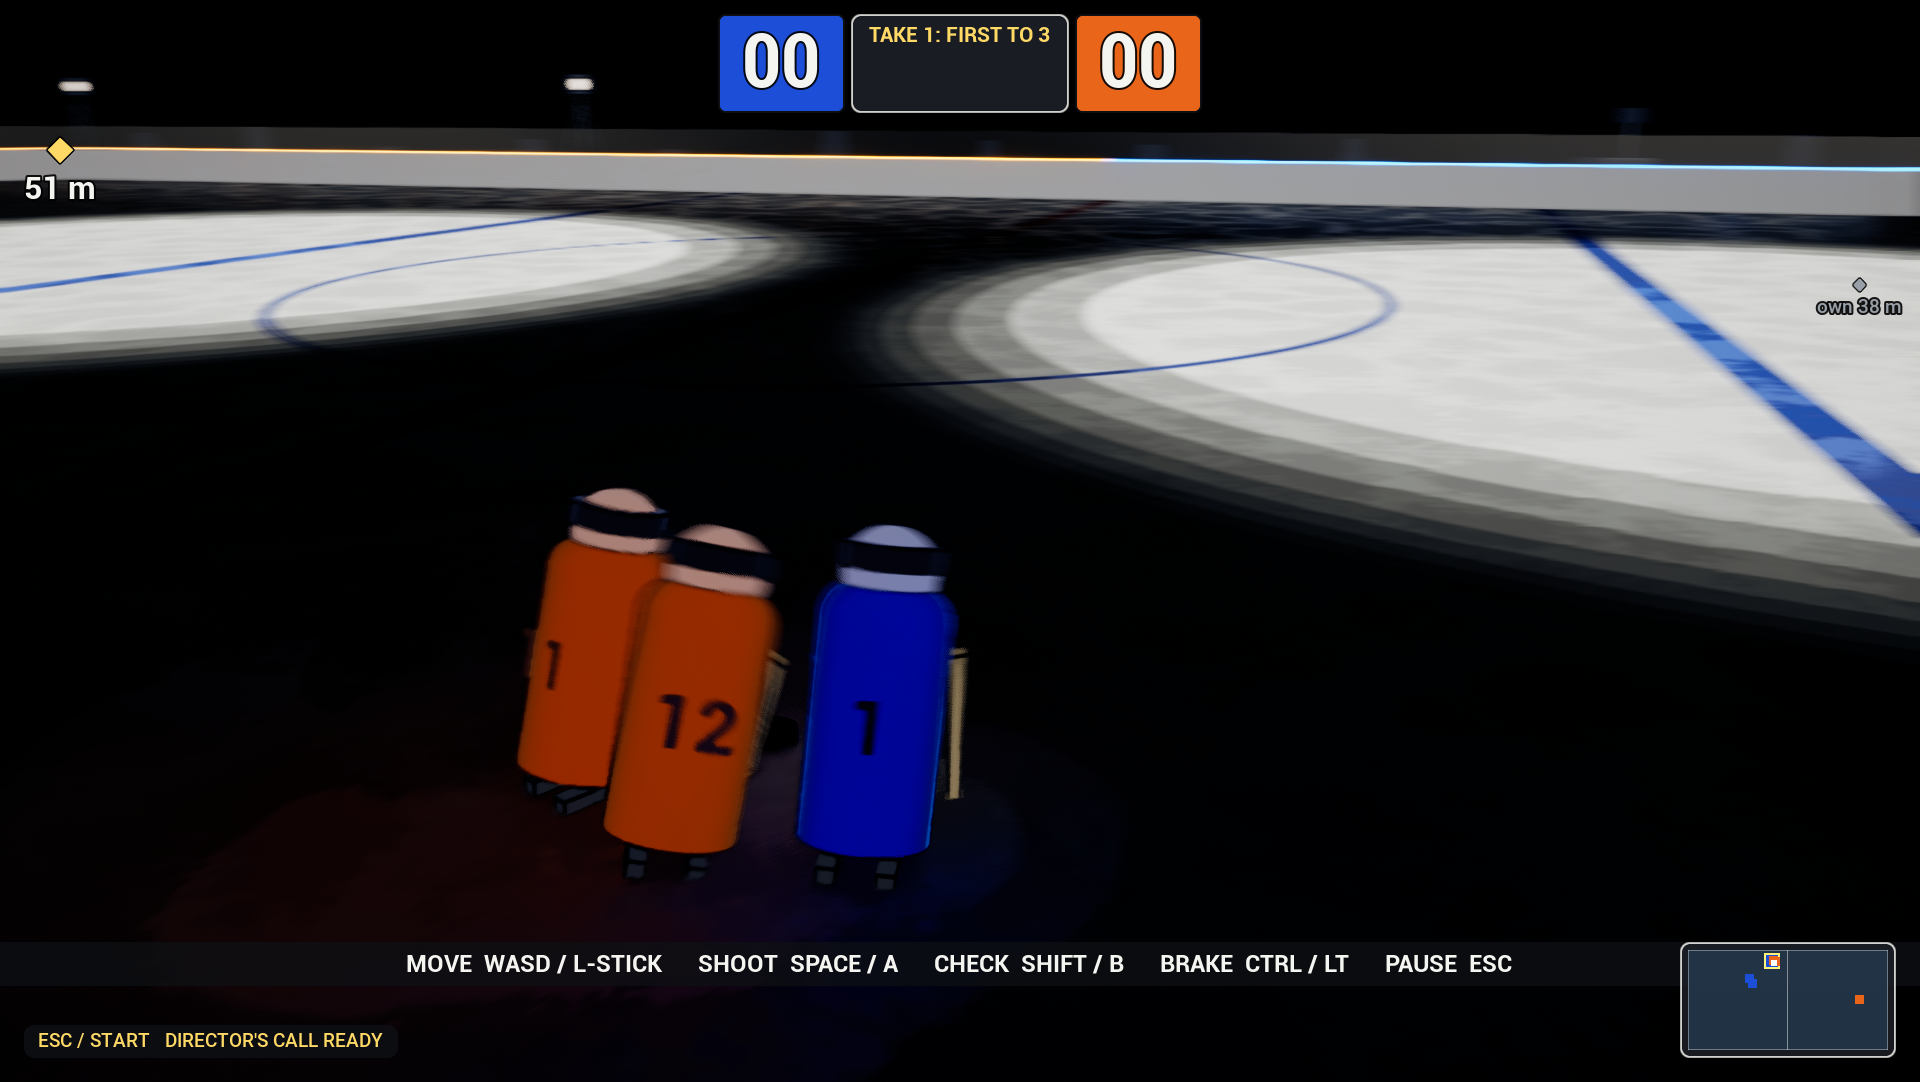 00
TAKE 1: FIRST TO 3
00
51 m
own 38 m
1
12
1
MOVE WASD / L-STICK SHOOT SPACE / A CHECK SHIFT / B BRAKE CTRL / LT PAUSE ESC
ESC / START DIRECTOR'S CALL READY